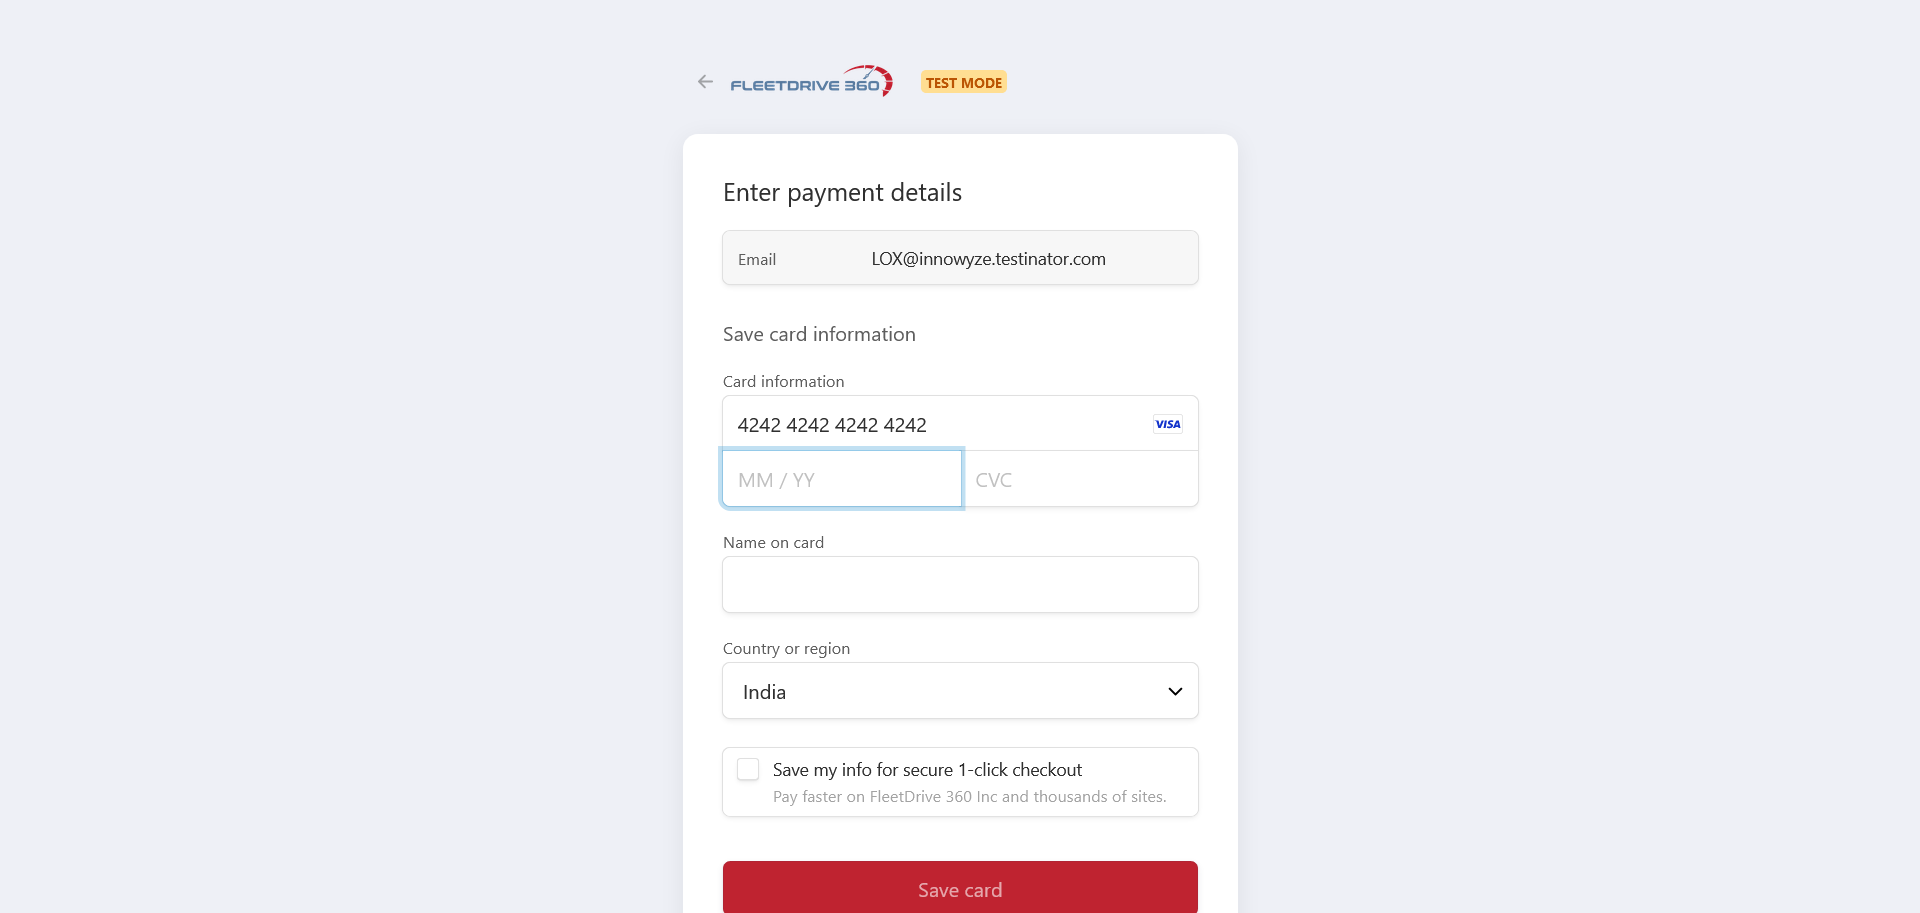 FLEETDRIVE 360
TEST MODE
Enter payment details
Email LOX@innowyze.testinator.com
Save card information
Card information
4242 4242 4242 4242 VISA
MM / YY CVC
Name on card
Country or region
India
Save my info for secure 1-click checkout
Pay faster on FleetDrive 360 Inc and thousands of sites.
Save card